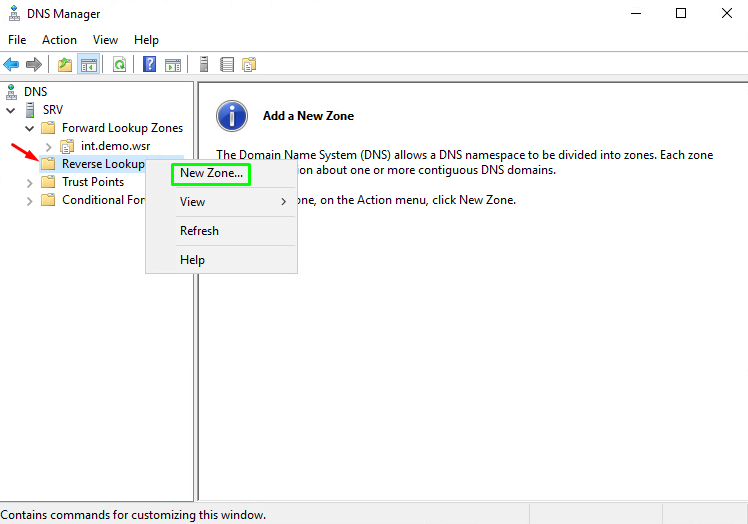 DNS Manager
File Action View Help
DNS
SRV
Forward Lookup Zones
int.demo.wsr
Reverse Lookup
Trust Points
Conditional For
New Zone...
View
Refresh
Help
Add a New Zone
The Domain Name System (DNS) allows a DNS namespace to be divided into zones. Each zone
ion about one or more contiguous DNS domains.
one, on the Action menu, click New Zone.
Contains commands for customizing this window.